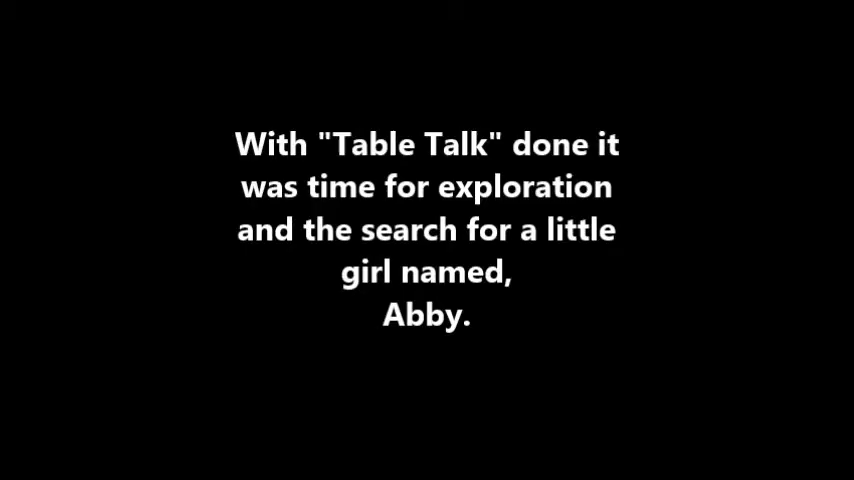 With "Table Talk" done it
was time for exploration
and the search for a little
girl named,
Abby.